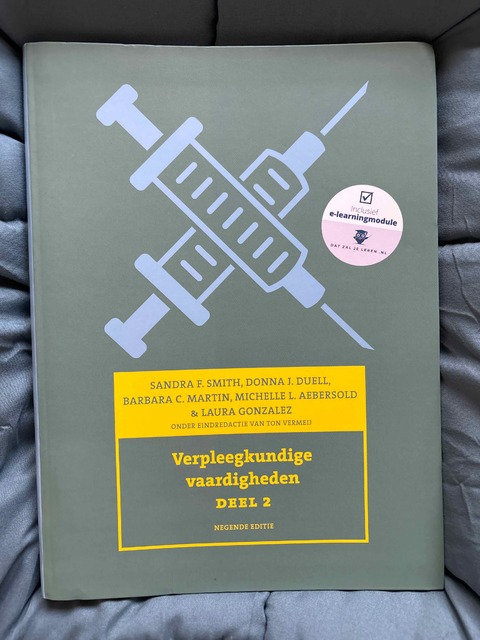 Inclusief
e-learningmodule
DAT ZAL JE LEREN .NL
SANDRA F. SMITH, DONNA J. DUELL,
BARBARA C. MARTIN, MICHELLE L. AEBERSOLD
& LAURA GONZALEZ
ONDER EINDREDACTIE VAN TON VERMEIJ
Verpleegkundige
vaardigheden
DEEL 2
NEGENDE EDITIE